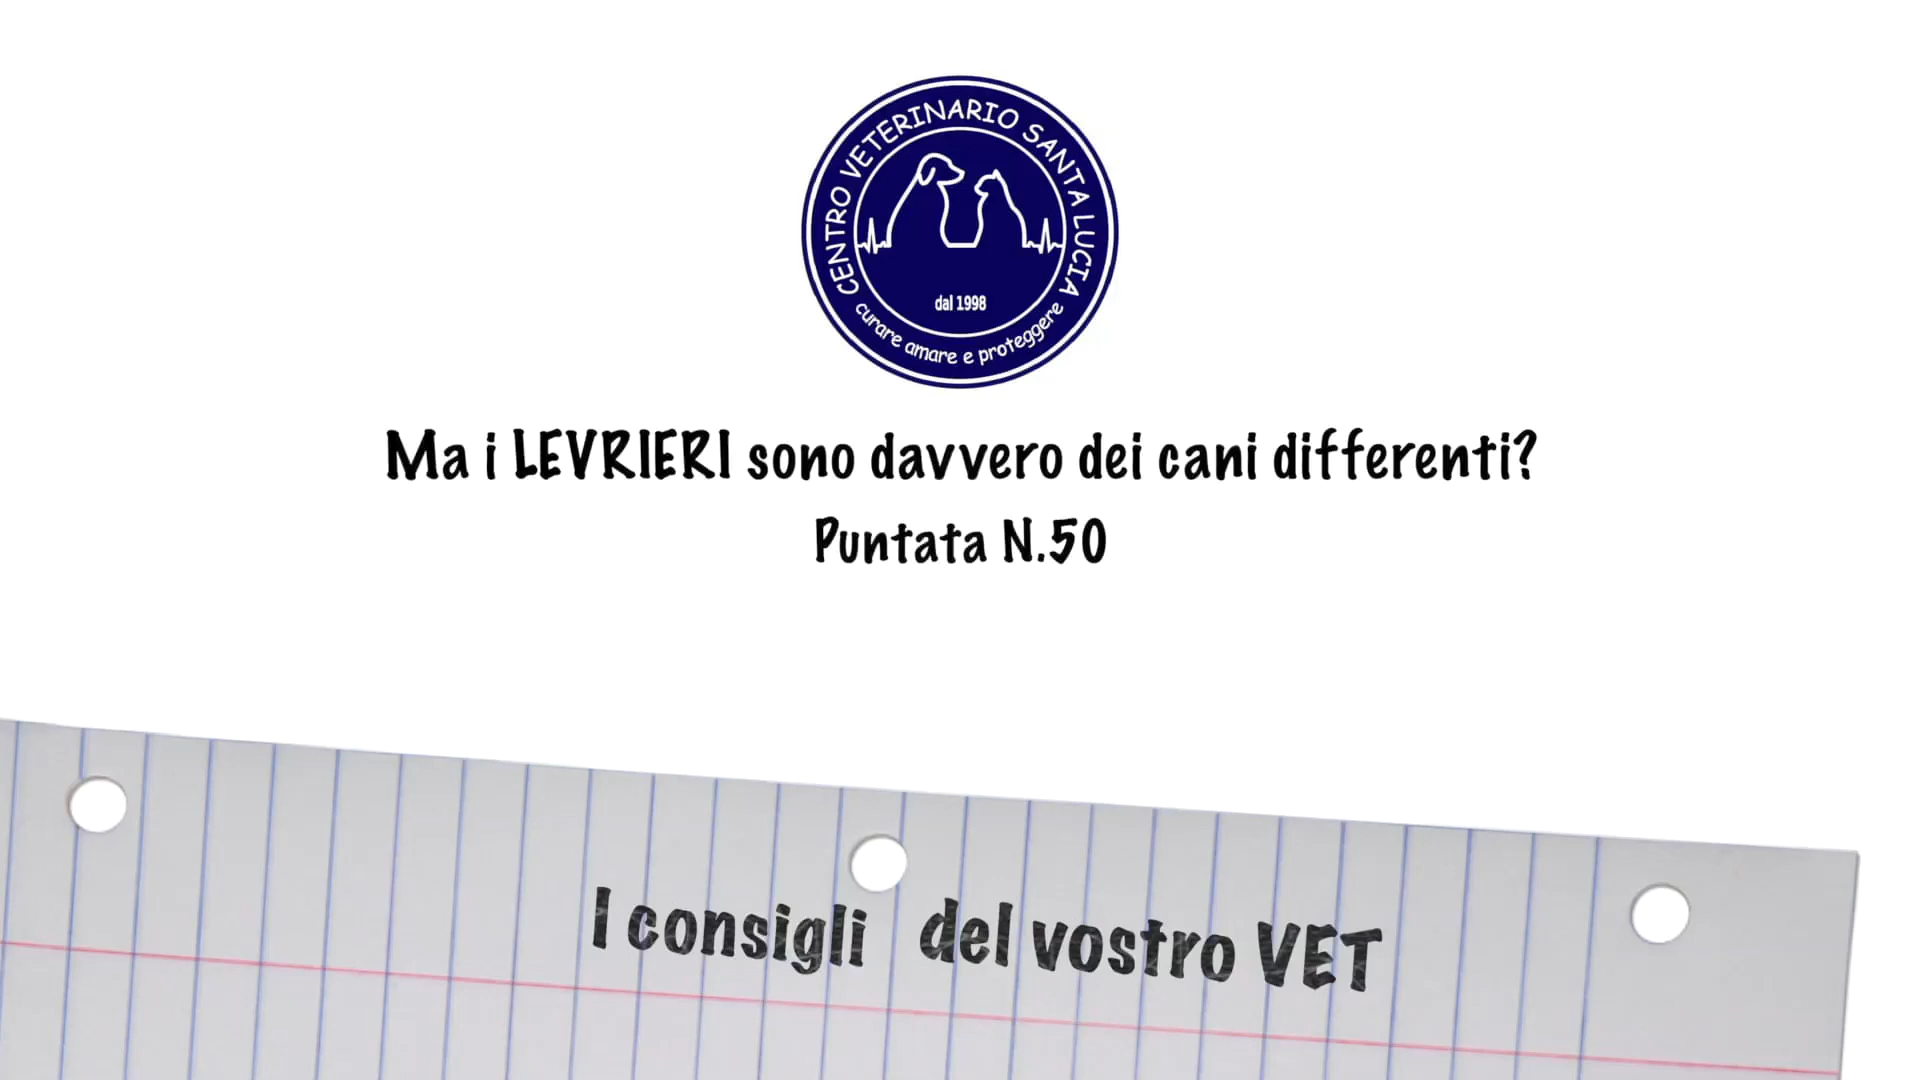 CENTRO VETERINARIO SANTA LUCIA
dal 1998
curare amare e proteggere
Ma i LEVRIERI sono davvero dei cani differenti?
Puntata N.50
I consigli del vostro VET